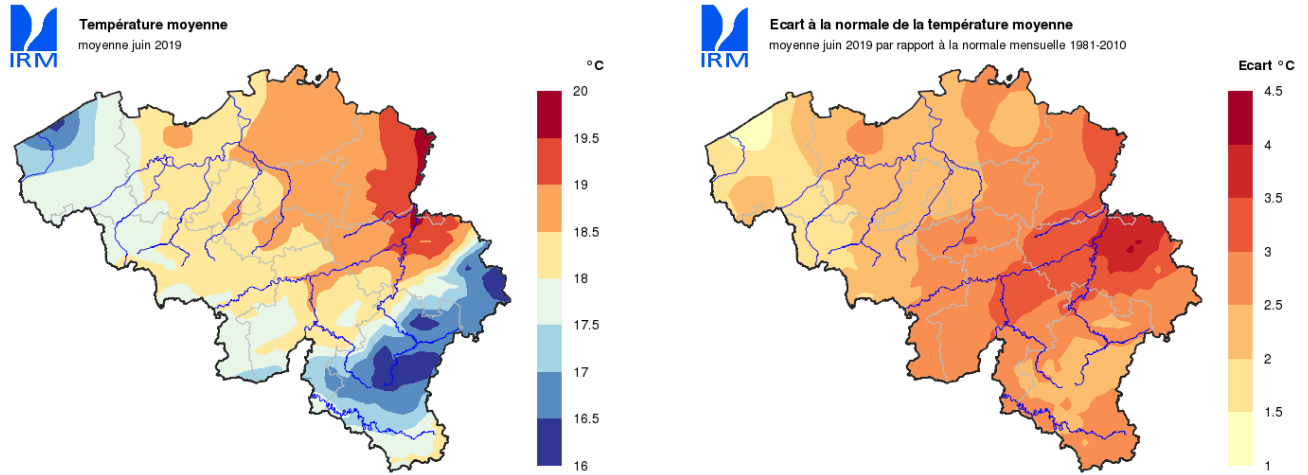 IRM
Température moyenne
moyenne juin 2019
°C
20
19.5
19
18.5
18
17.5
17
16.5
16
IRM
Ecart à la normale de la température moyenne
moyenne juin 2019 par rapport à la normale mensuelle 1981-2010
Ecart °C
4.5
4
3.5
3
2.5
2
1.5
1